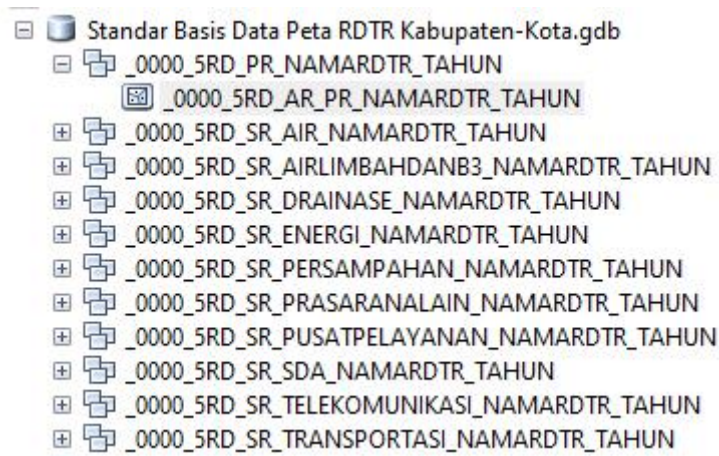 Standar Basis Data Peta RDTR Kabupaten-Kota.gdb
_0000_5RD_PR_NAMARDTR_TAHUN
_0000_5RD_AR_PR_NAMARDTR_TAHUN
_0000_5RD_SR_AIR_NAMARDTR_TAHUN
_0000_5RD_SR_AIRLIMBAHDANB3_NAMARDTR_TAHUN
_0000_5RD_SR_DRAINASE_NAMARDTR_TAHUN
_0000_5RD_SR_ENERGI_NAMARDTR_TAHUN
_0000_5RD_SR_PERSAMPAHAN_NAMARDTR_TAHUN
_0000_5RD_SR_PRASARANALAIN_NAMARDTR_TAHUN
_0000_5RD_SR_PUSATPELAYANAN_NAMARDTR_TAHUN
_0000_5RD_SR_SDA_NAMARDTR_TAHUN
_0000_5RD_SR_TELEKOMUNIKASI_NAMARDTR_TAHUN
_0000_5RD_SR_TRANSPORTASI_NAMARDTR_TAHUN